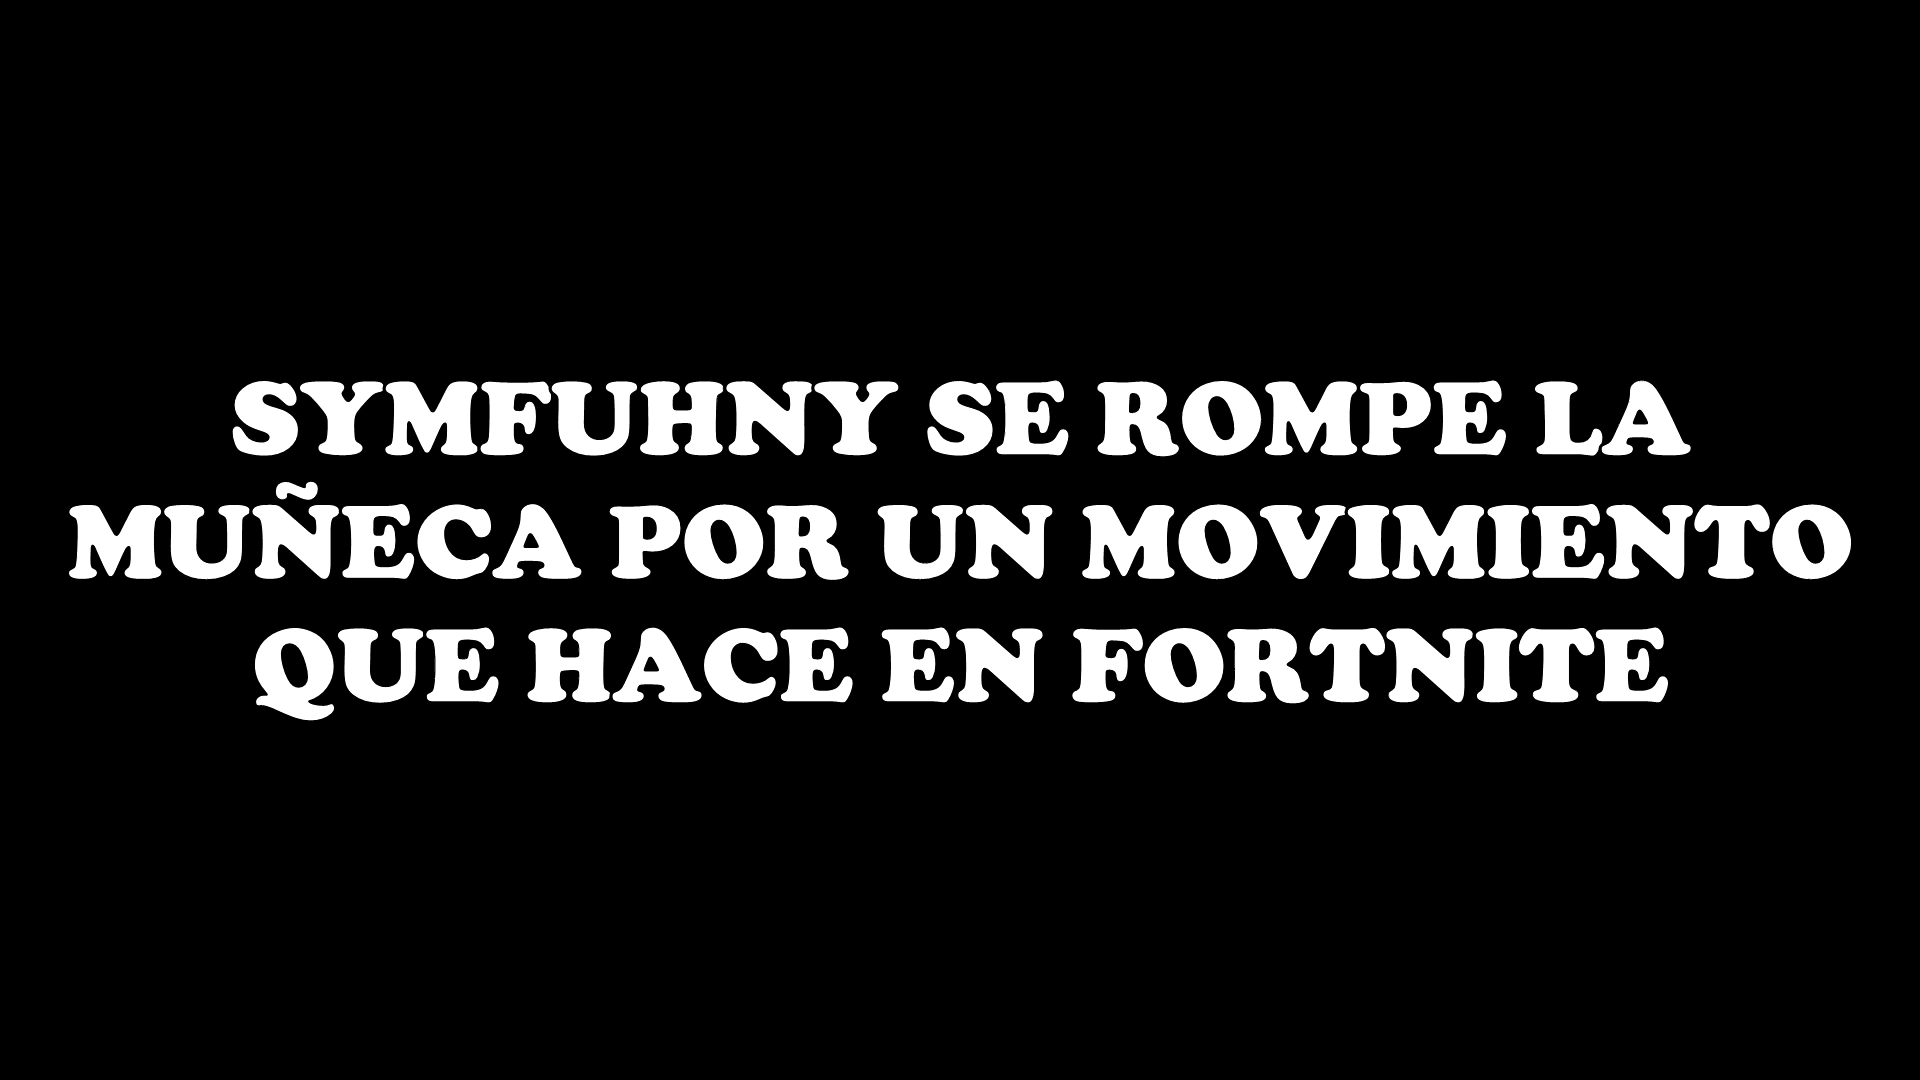 SYMFUHNY SE ROMPE LA
MUÑECA POR UN MOVIMIENTO
QUE HACE EN FORTNITE